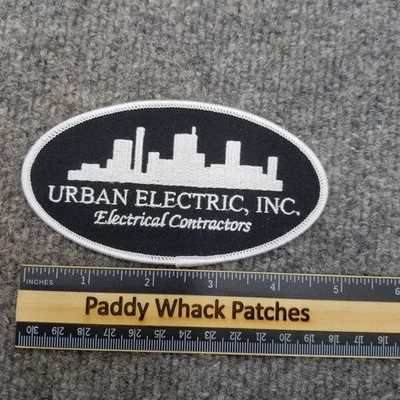 URBAN ELECTRIC, INC.
Electrical Contractors
INCHES 1 2 3 4 5 6
Paddy Whack Patches